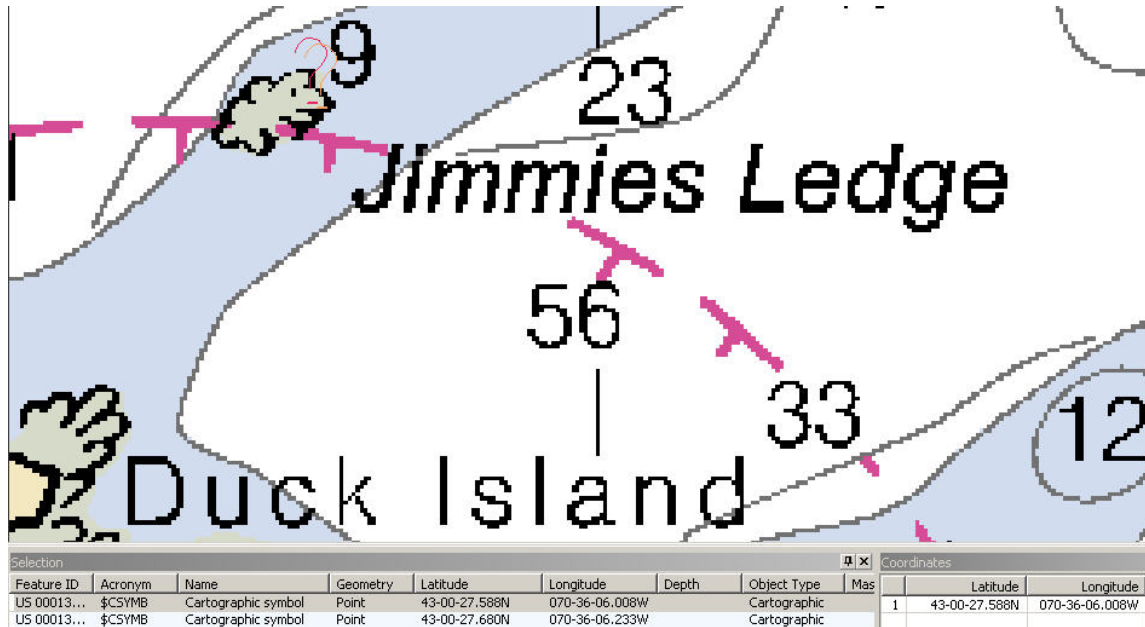 9
23
Jimmies Ledge
56
33
12
Duck Island
Selection
Feature ID Acronym Name Geometry Latitude Longitude Depth Object Type Mas
US 00013... $CSYMB Cartographic symbol Point 43-00-27.588N 070-36-06.008W Cartographic
US 00013... $CSYMB Cartographic symbol Point 43-00-27.680N 070-36-06.233W Cartographic
Coordinates
Latitude Longitude
1 43-00-27.588N 070-36-06.008W